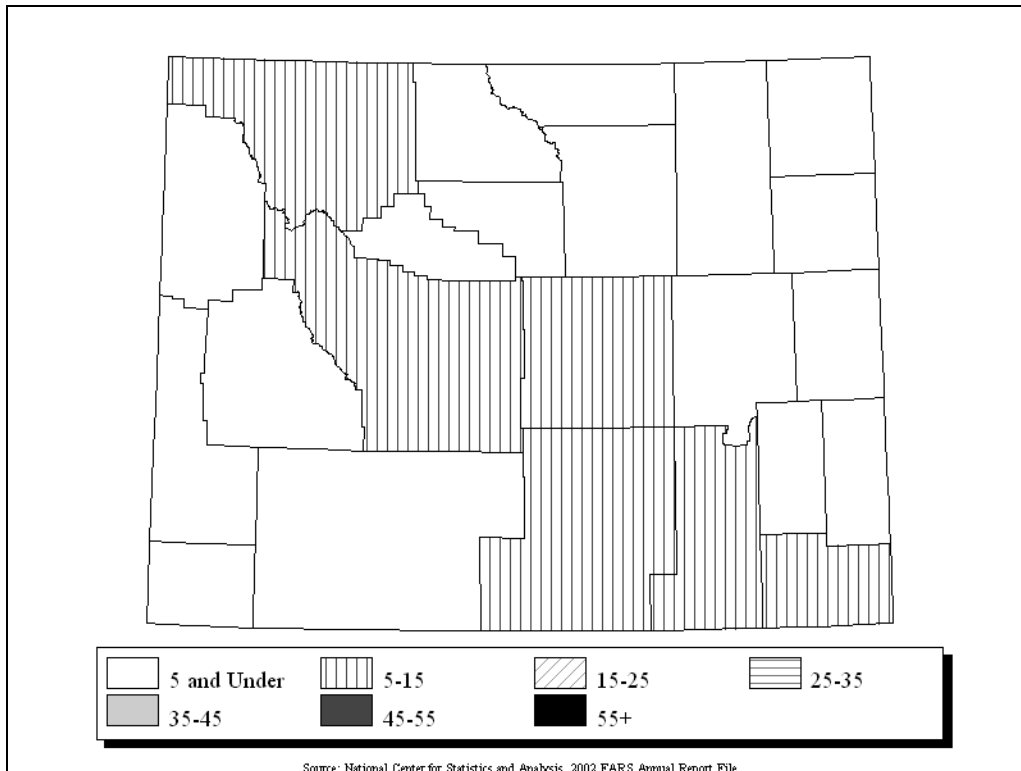 5 and Under 5-15 15-25 25-35
35-45 45-55 55+
Source: National Center for Statistics and Analysis, 2002 FARS Annual Report File